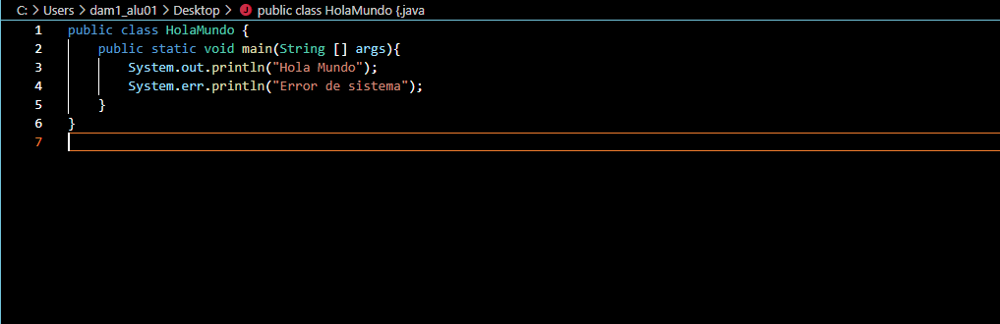 C: > Users > dam1_alu01 > Desktop > J public class HolaMundo {.java
1 public class HolaMundo {
2     public static void main(String [] args){
3         System.out.println("Hola Mundo");
4         System.err.println("Error de sistema");
5     }
6 }
7